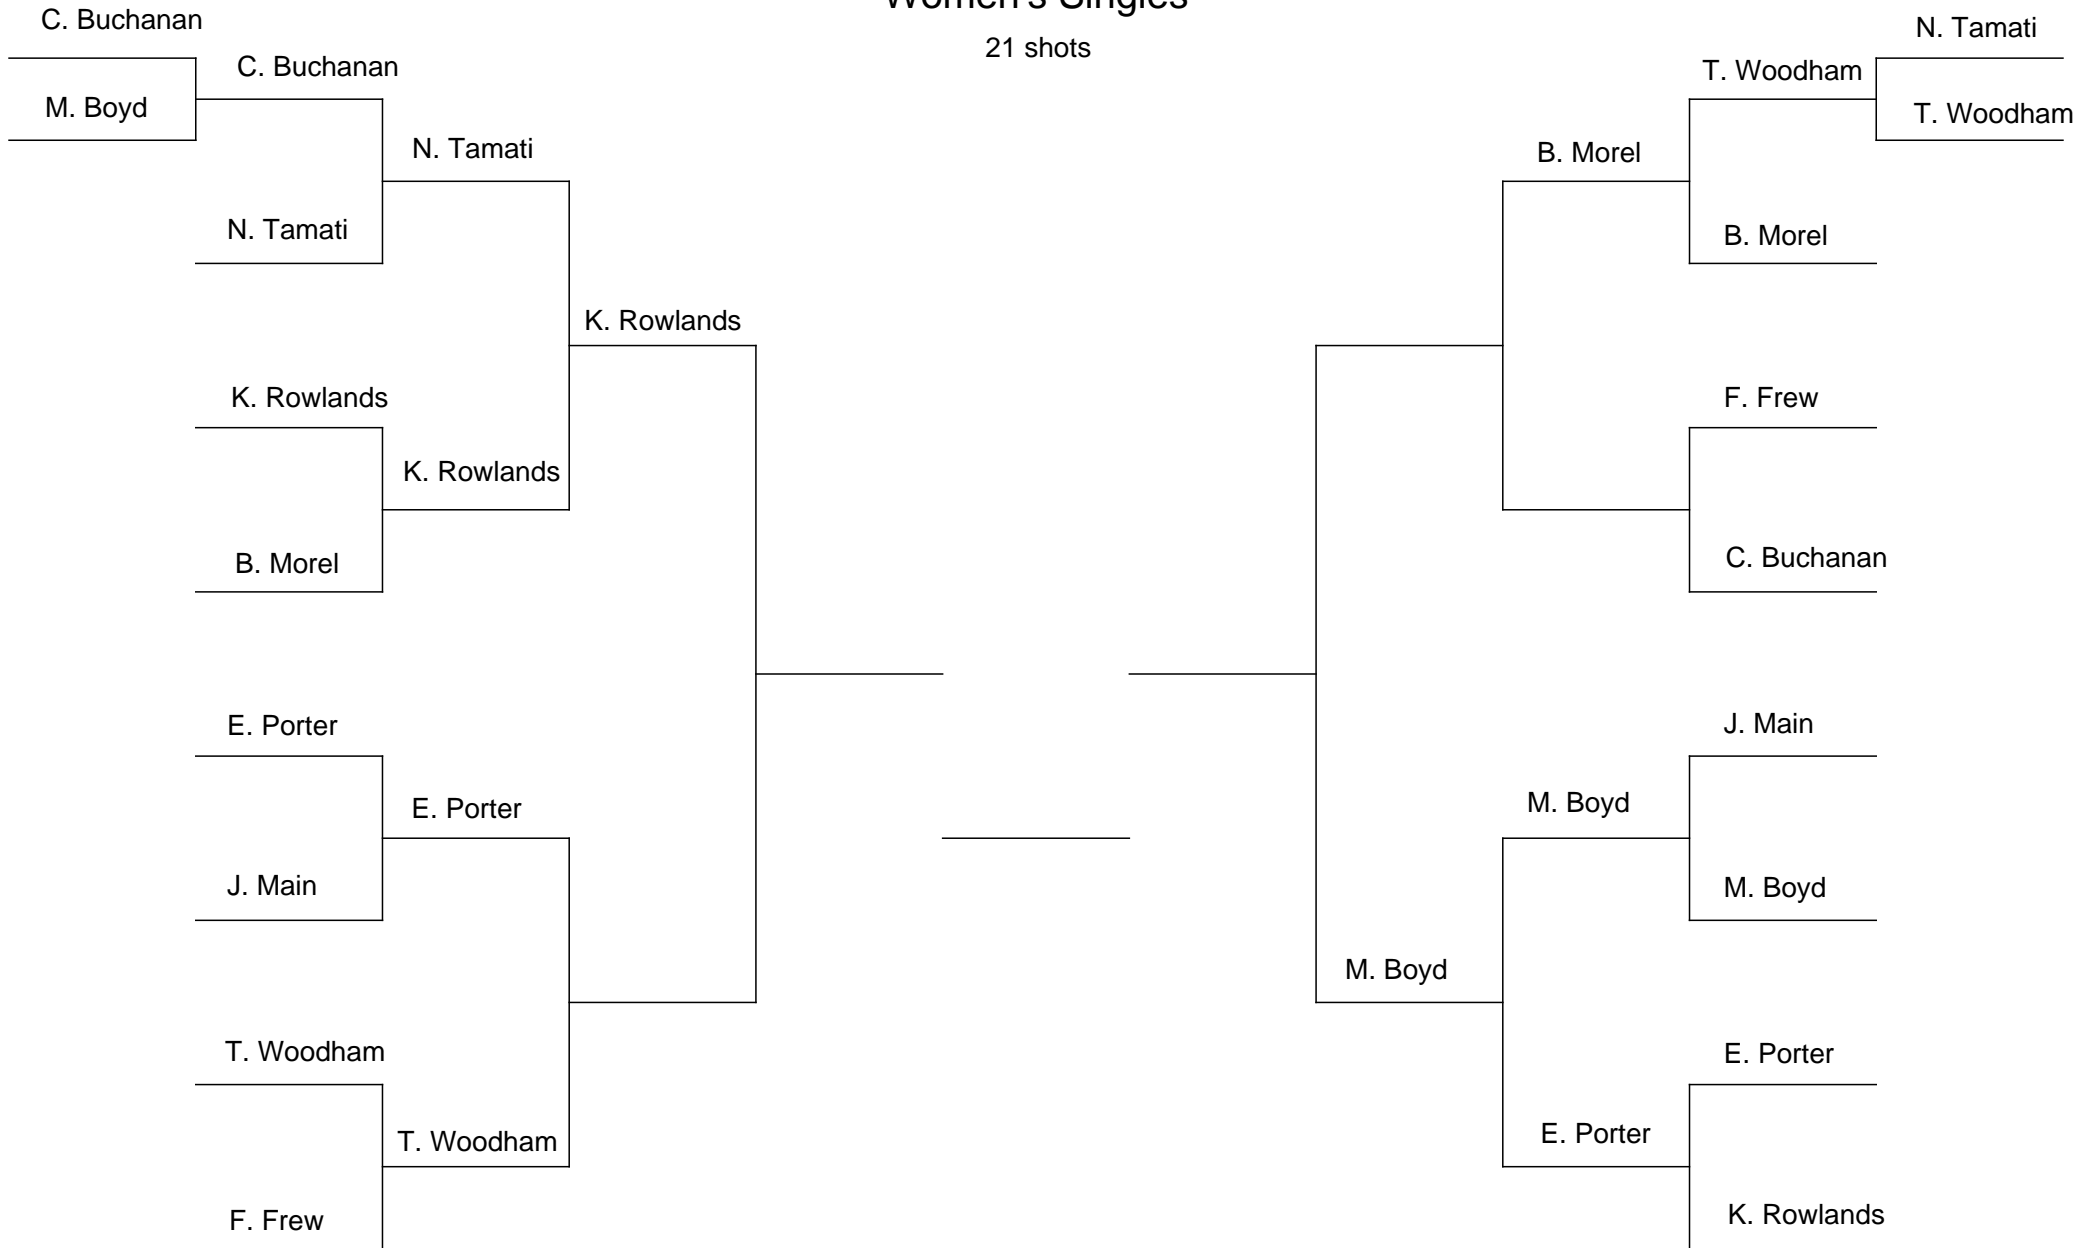 Women's Singles
21 shots
C. Buchanan
M. Boyd
C. Buchanan
N. Tamati
N. Tamati
K. Rowlands
K. Rowlands
K. Rowlands
B. Morel
E. Porter
E. Porter
J. Main
T. Woodham
T. Woodham
F. Frew
N. Tamati
T. Woodham
T. Woodham
B. Morel
B. Morel
F. Frew
C. Buchanan
J. Main
M. Boyd
M. Boyd
M. Boyd
E. Porter
E. Porter
K. Rowlands